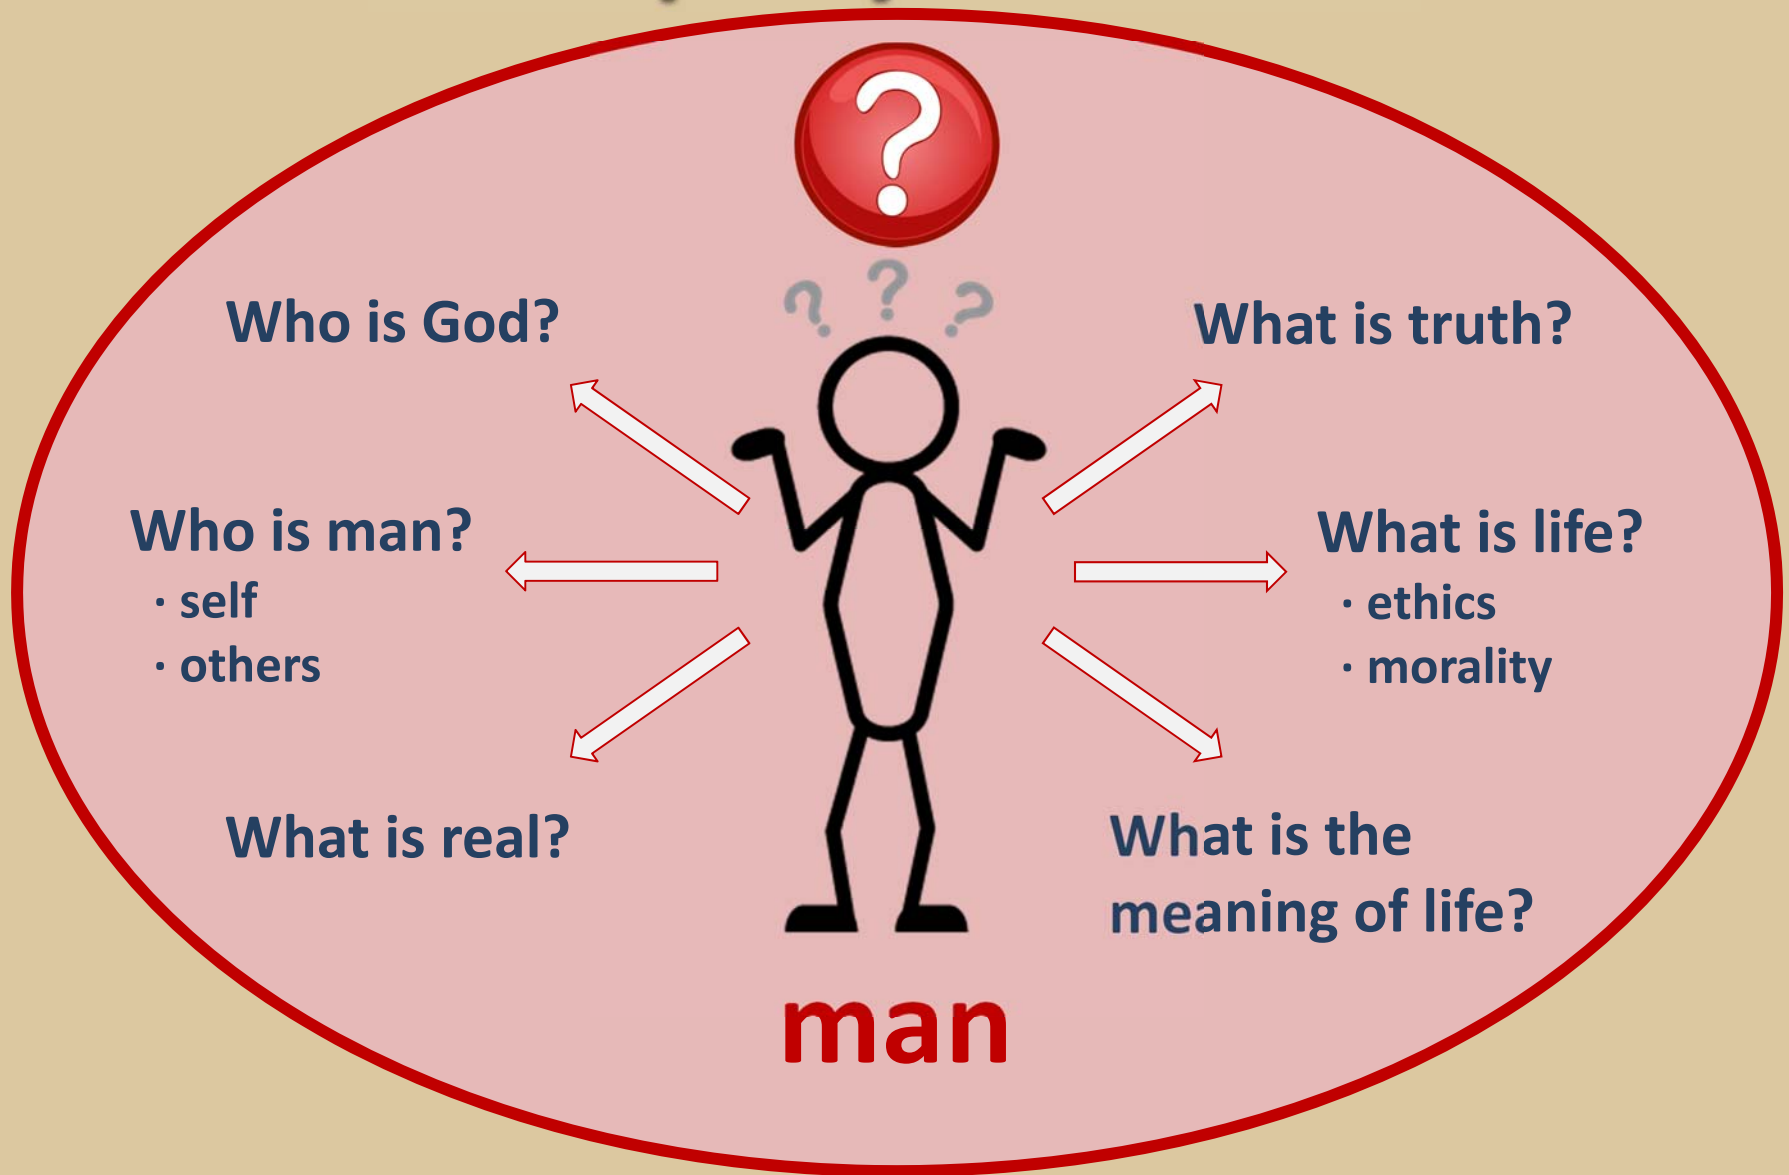 ?
? ? ?
Who is God?
What is truth?
Who is man?
· self
· others
What is life?
· ethics
· morality
What is real?
What is the
meaning of life?
man